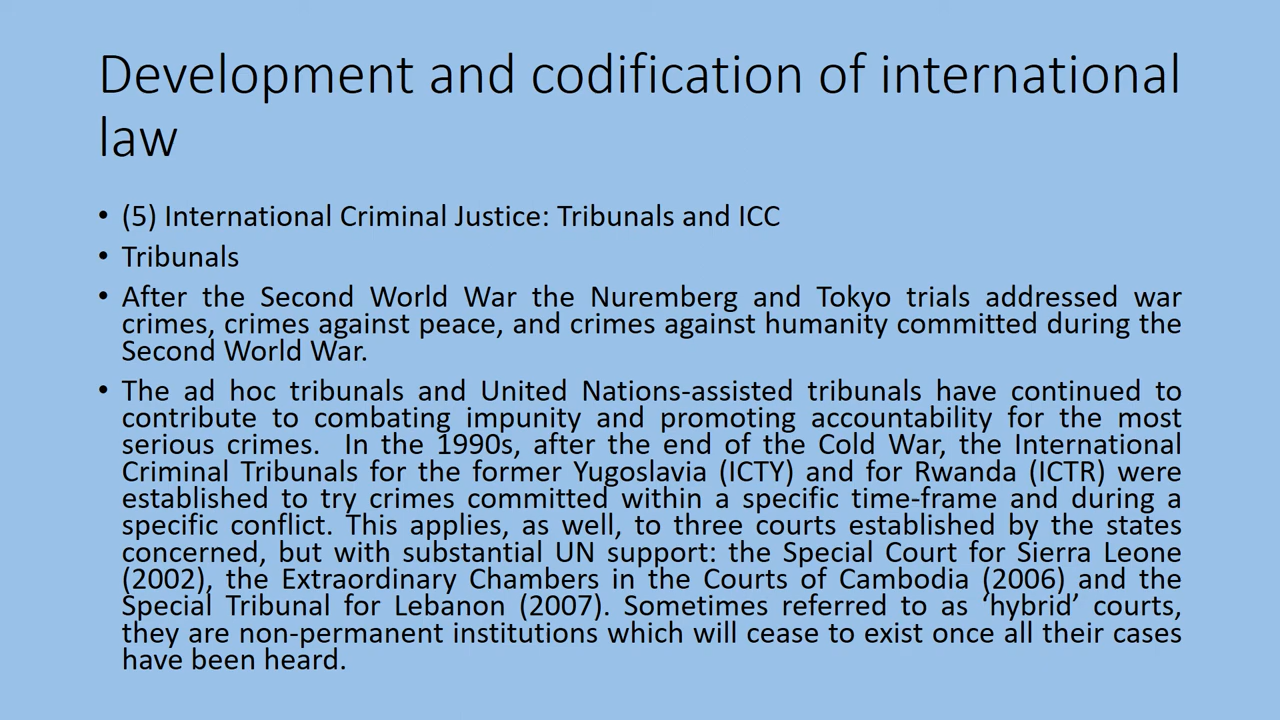 Development and codification of international
law
• (5) International Criminal Justice: Tribunals and ICC
• Tribunals
• After the Second World War the Nuremberg and Tokyo trials addressed war
crimes, crimes against peace, and crimes against humanity committed during the
Second World War.
• The ad hoc tribunals and United Nations-assisted tribunals have continued to
contribute to combating impunity and promoting accountability for the most
serious crimes.  In the 1990s, after the end of the Cold War, the International
Criminal Tribunals for the former Yugoslavia (ICTY) and for Rwanda (ICTR) were
established to try crimes committed within a specific time-frame and during a
specific conflict. This applies, as well, to three courts established by the states
concerned, but with substantial UN support: the Special Court for Sierra Leone
(2002), the Extraordinary Chambers in the Courts of Cambodia (2006) and the
Special Tribunal for Lebanon (2007). Sometimes referred to as ‘hybrid’ courts,
they are non-permanent institutions which will cease to exist once all their cases
have been heard.